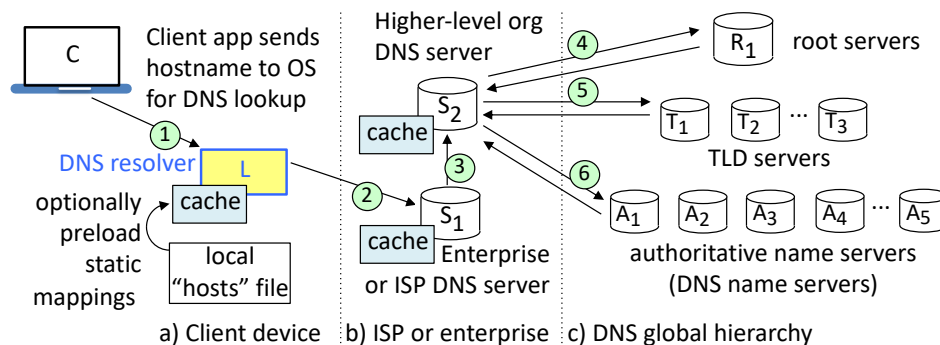 C
Client app sends
hostname to OS
for DNS lookup
1
DNS resolver
L
cache
optionally
preload
static
mappings
local
“hosts” file
a) Client device
Higher-level org
DNS server
S2
cache
3
2
S1
cache
Enterprise
or ISP DNS server
b) ISP or enterprise
4
R1
root servers
5
T1
T2
...
T3
TLD servers
6
A1
A2
A3
A4
...
A5
authoritative name servers
(DNS name servers)
c) DNS global hierarchy